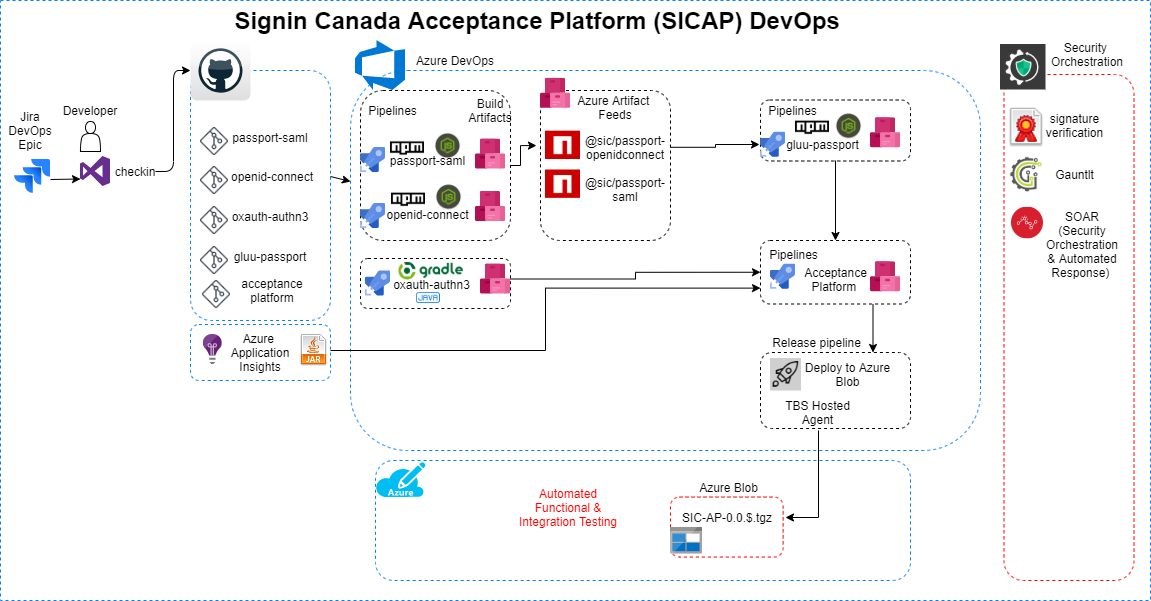 Signin Canada Acceptance Platform (SICAP) DevOps
Jira
DevOps
Epic
Developer
checkin
passport-saml
openid-connect
oxauth-authn3
gluu-passport
acceptance
platform
Azure
Application
Insights
JAR
Azure DevOps
Pipelines
Build
Artifacts
npm
JS
passport-saml
npm
JS
openid-connect
gradle
oxauth-authn3
JAVA
Azure Artifact
Feeds
@sic/passport-
openidconnect
@sic/passport-
saml
Pipelines
npm
JS
gluu-passport
Pipelines
Acceptance
Platform
Release pipeline
Deploy to Azure
Blob
TBS Hosted
Agent
Azure
Automated
Functional &
Integration Testing
Azure Blob
SIC-AP-0.0.$.tgz
Security
Orchestration
signature
verification
Gauntlt
SOAR
(Security
Orchestration
& Automated
Response)